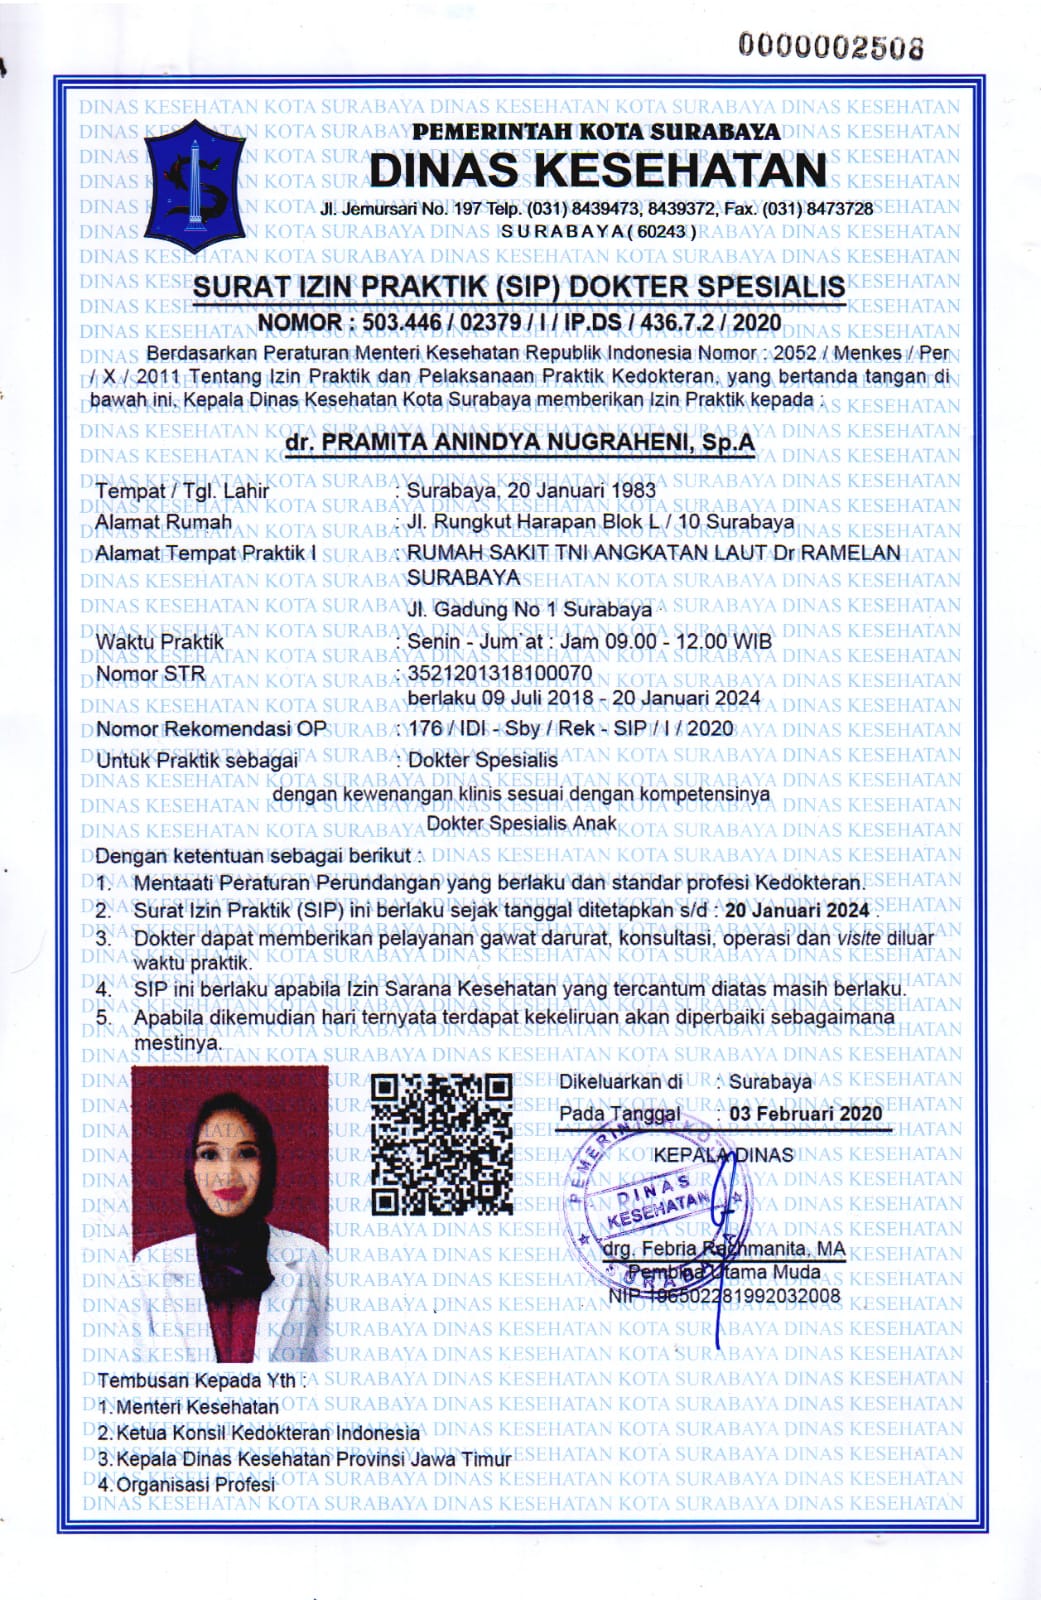 0000002508
PEMERINTAH KOTA SURABAYA
DINAS KESEHATAN
Jl. Jemursari No. 197 Telp. (031) 8439473, 8439372, Fax. (031) 8473728
SURABAYA ( 60243 )
SURAT IZIN PRAKTIK (SIP) DOKTER SPESIALIS
NOMOR : 503.446 / 02379 / I / IP.DS / 436.7.2 / 2020
Berdasarkan Peraturan Menteri Kesehatan Republik Indonesia Nomor : 2052 / Menkes / Per
/ X / 2011 Tentang Izin Praktik dan Pelaksanaan Praktik Kedokteran, yang bertanda tangan di
bawah ini, Kepala Dinas Kesehatan Kota Surabaya memberikan Izin Praktik kepada :
dr. PRAMITA ANINDYA NUGRAHENI, Sp.A
Tempat / Tgl. Lahir : Surabaya, 20 Januari 1983
Alamat Rumah : Jl. Rungkut Harapan Blok L / 10 Surabaya
Alamat Tempat Praktik I : RUMAH SAKIT TNI ANGKATAN LAUT Dr RAMELAN
SURABAYA
Jl. Gadung No 1 Surabaya
Waktu Praktik : Senin - Jum`at : Jam 09.00 - 12.00 WIB
Nomor STR : 3521201318100070
berlaku 09 Juli 2018 - 20 Januari 2024
Nomor Rekomendasi OP : 176 / IDI - Sby / Rek - SIP / I / 2020
Untuk Praktik sebagai : Dokter Spesialis
dengan kewenangan klinis sesuai dengan kompetensinya
Dokter Spesialis Anak
Dengan ketentuan sebagai berikut :
1. Mentaati Peraturan Perundangan yang berlaku dan standar profesi Kedokteran.
2. Surat Izin Praktik (SIP) ini berlaku sejak tanggal ditetapkan s/d : 20 Januari 2024 .
3. Dokter dapat memberikan pelayanan gawat darurat, konsultasi, operasi dan visite diluar
waktu praktik.
4. SIP ini berlaku apabila Izin Sarana Kesehatan yang tercantum diatas masih berlaku.
5. Apabila dikemudian hari ternyata terdapat kekeliruan akan diperbaiki sebagaimana
mestinya.
Dikeluarkan di : Surabaya
Pada Tanggal : 03 Februari 2020
KEPALA DINAS
PEMERINTAH KOTA
DINAS
KESEHATAN
SURABAYA
drg. Febria Rachmanita, MA
Pembina Utama Muda
NIP 196502281992032008
Tembusan Kepada Yth :
1. Menteri Kesehatan
2. Ketua Konsil Kedokteran Indonesia
3. Kepala Dinas Kesehatan Provinsi Jawa Timur
4. Organisasi Profesi